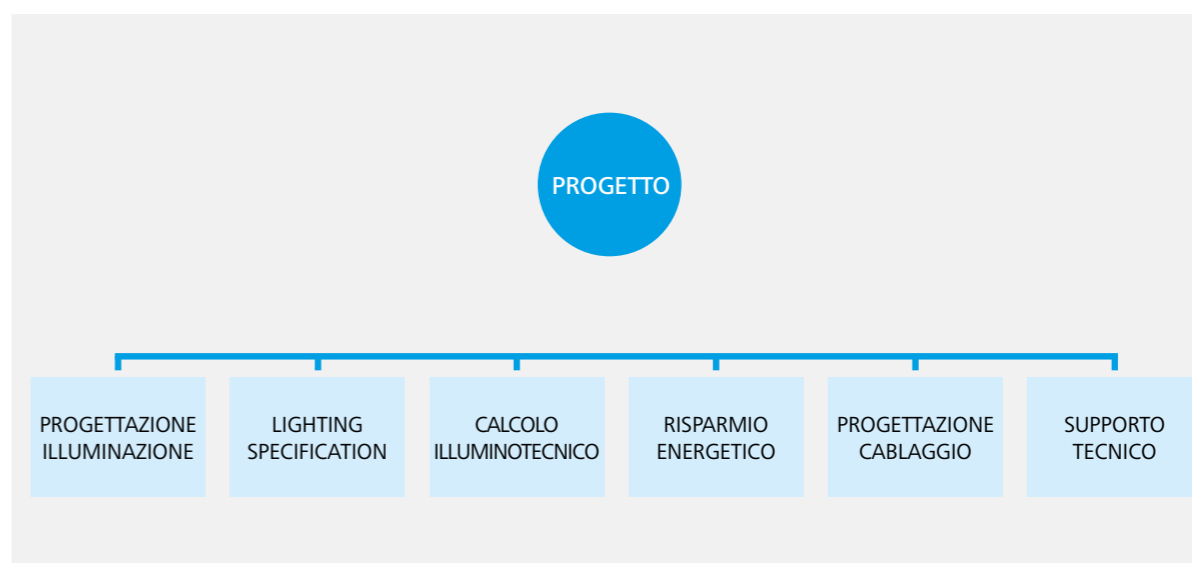 PROGETTO
PROGETTAZIONE
ILLUMINAZIONE
LIGHTING
SPECIFICATION
CALCOLO
ILLUMINOTECNICO
RISPARMIO
ENERGETICO
PROGETTAZIONE
CABLAGGIO
SUPPORTO
TECNICO